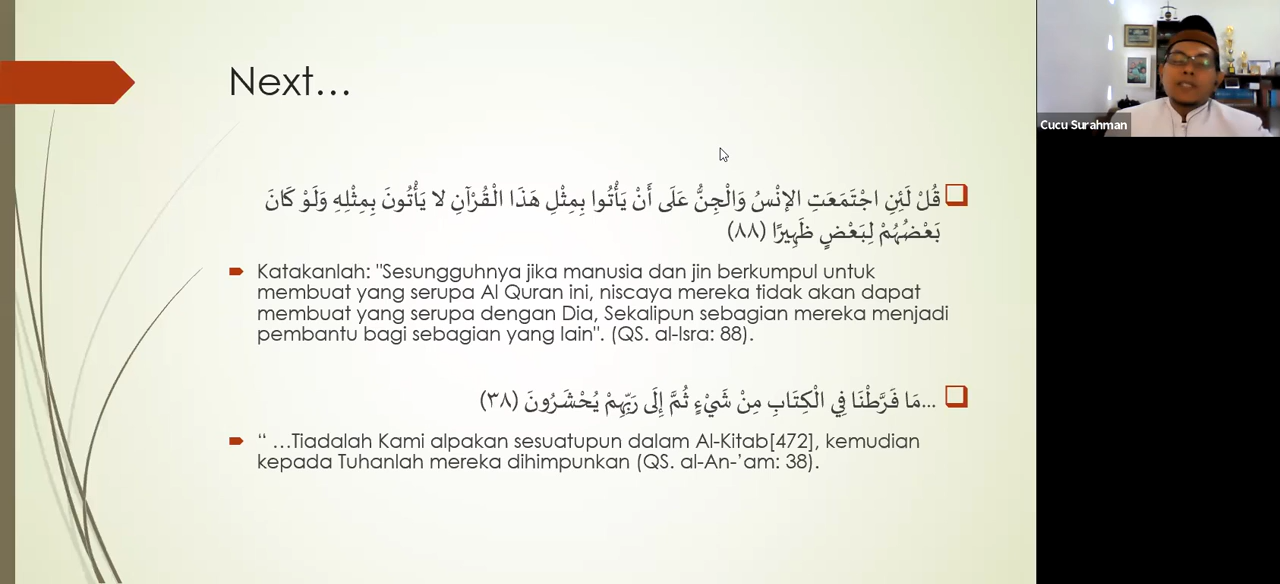 Next...
قُلْ لَئِنِ اجْتَمَعَتِ الإنْسُ وَالْجِنُّ عَلَى أَنْ يَأْتُوا بِمِثْلِ هَذَا الْقُرْآنِ لا يَأْتُونَ بِمِثْلِهِ وَلَوْ كَانَ
بَعْضُهُمْ لِبَعْضٍ ظَهِيرًا (٨٨)
Katakanlah: "Sesungguhnya jika manusia dan jin berkumpul untuk
membuat yang serupa Al Quran ini, niscaya mereka tidak akan dapat
membuat yang serupa dengan Dia, Sekalipun sebagian mereka menjadi
pembantu bagi sebagian yang lain". (QS. al-Isra: 88).
...مَا فَرَّطْنَا فِي الْكِتَابِ مِنْ شَيْءٍ ثُمَّ إِلَى رَبِّهِمْ يُحْشَرُونَ (٣٨)
“ …Tiadalah Kami alpakan sesuatupun dalam Al-Kitab[472], kemudian
kepada Tuhanlah mereka dihimpunkan (QS. al-An-’am: 38).
Cucu Surahman